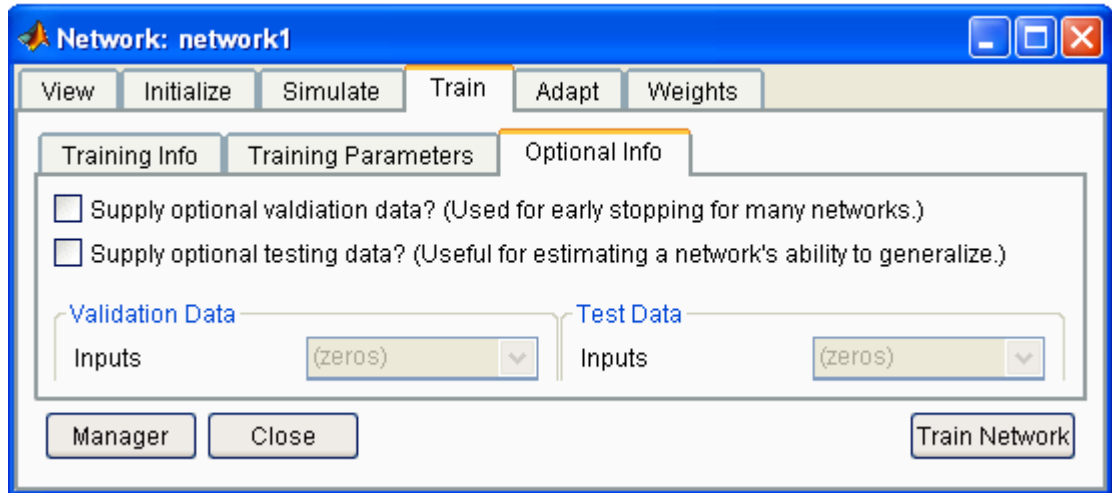 Network: network1
View Initialize Simulate Train Adapt Weights
Training Info Training Parameters Optional Info
Supply optional valdiation data? (Used for early stopping for many networks.)
Supply optional testing data? (Useful for estimating a network's ability to generalize.)
Validation Data Test Data
Inputs (zeros) Inputs (zeros)
Manager Close Train Network